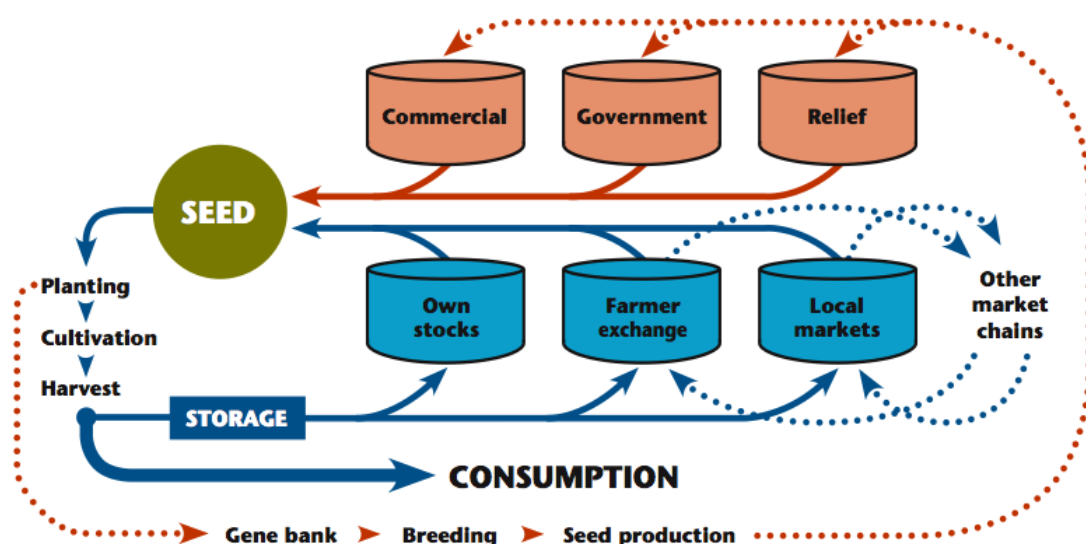 Commercial
Government
Relief
SEED
Planting
Cultivation
Harvest
Own
stocks
Farmer
exchange
Local
markets
Other
market
chains
STORAGE
CONSUMPTION
Gene bank
Breeding
Seed production